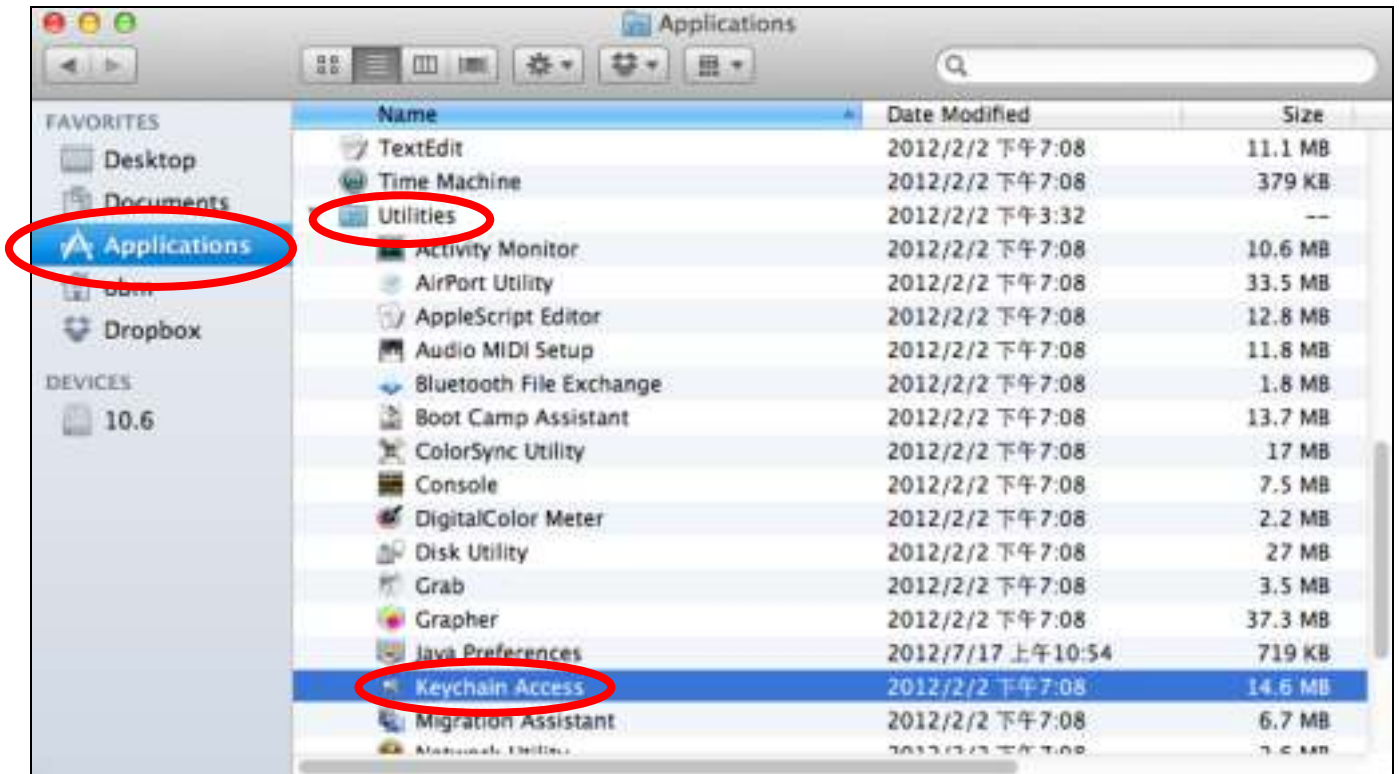 Applications
FAVORITES
Desktop
Documents
Applications
Dropbox
DEVICES
10.6
Name Date Modified Size
TextEdit 2012/2/2 下午7:08 11.1 MB
Time Machine 2012/2/2 下午7:08 379 KB
Utilities 2012/2/2 下午3:32 --
Activity Monitor 2012/2/2 下午7:08 10.6 MB
AirPort Utility 2012/2/2 下午7:08 33.5 MB
AppleScript Editor 2012/2/2 下午7:08 12.8 MB
Audio MIDI Setup 2012/2/2 下午7:08 11.8 MB
Bluetooth File Exchange 2012/2/2 下午7:08 1.8 MB
Boot Camp Assistant 2012/2/2 下午7:08 13.7 MB
ColorSync Utility 2012/2/2 下午7:08 17 MB
Console 2012/2/2 下午7:08 7.5 MB
DigitalColor Meter 2012/2/2 下午7:08 2.2 MB
Disk Utility 2012/2/2 下午7:08 27 MB
Grab 2012/2/2 下午7:08 3.5 MB
Grapher 2012/2/2 下午7:08 37.3 MB
Java Preferences 2012/7/17 上午10:54 719 KB
Keychain Access 2012/2/2 下午7:08 14.6 MB
Migration Assistant 2012/2/2 下午7:08 6.7 MB
Network Utility 2012/2/2 下午7:08